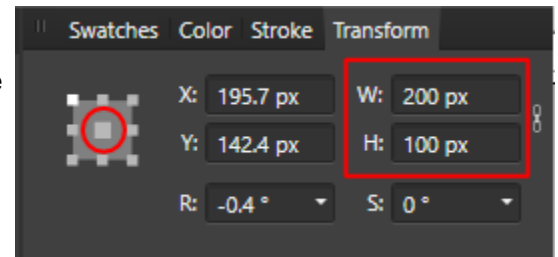 Swatches Color Stroke Transform
X: 195.7 px W: 200 px
Y: 142.4 px H: 100 px
R: -0.4 ° S: 0 °